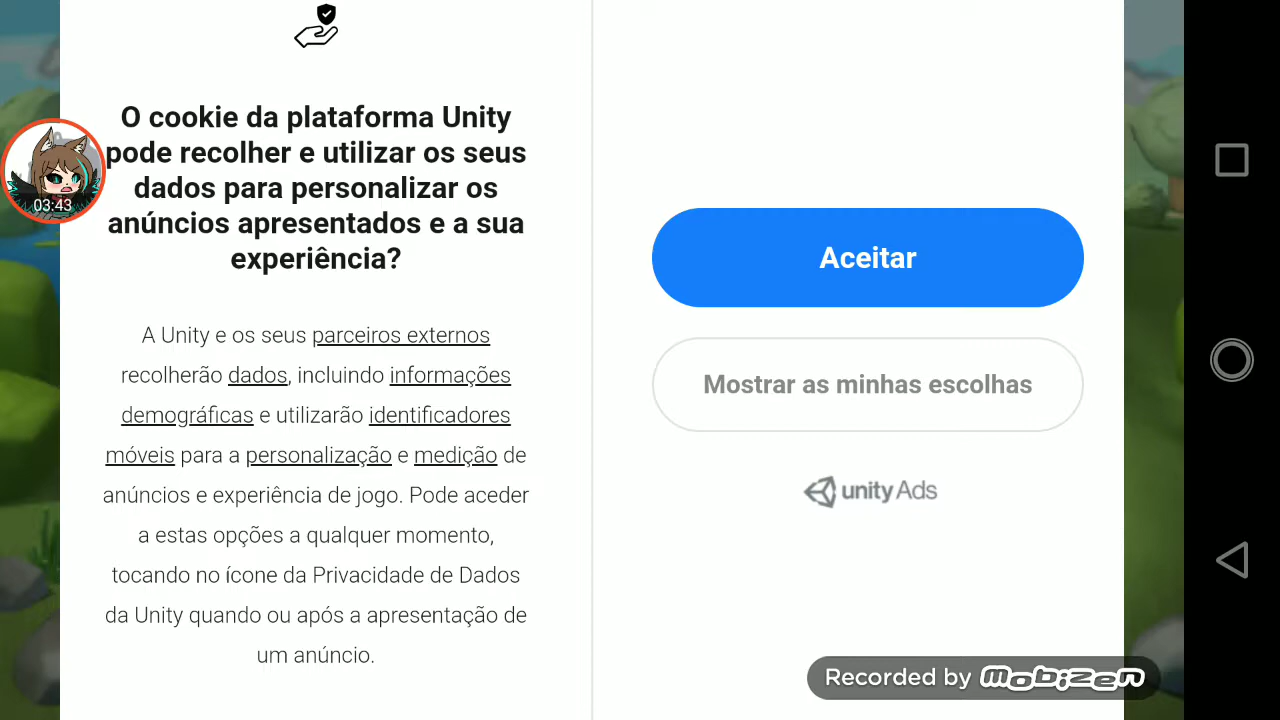 O cookie da plataforma Unity
pode recolher e utilizar os seus
dados para personalizar os
anúncios apresentados e a sua
experiência?
A Unity e os seus parceiros externos
recolherão dados, incluindo informações
demográficas e utilizarão identificadores
móveis para a personalização e medição de
anúncios e experiência de jogo. Pode aceder
a estas opções a qualquer momento,
tocando no ícone da Privacidade de Dados
da Unity quando ou após a apresentação de
um anúncio.
03:43
Aceitar
Mostrar as minhas escolhas
unity Ads
Recorded by mobizen